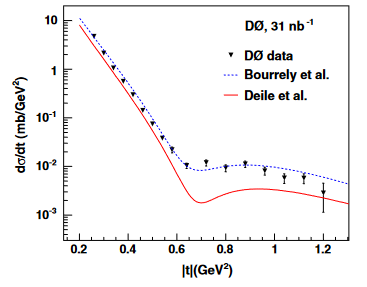 DØ, 31 nb⁻¹
DØ data
Bourrely et al.
Deile et al.
dσ/dt (mb/GeV²)
10
1
10⁻¹
10⁻²
10⁻³
0.2 0.4 0.6 0.8 1 1.2
|t|(GeV²)